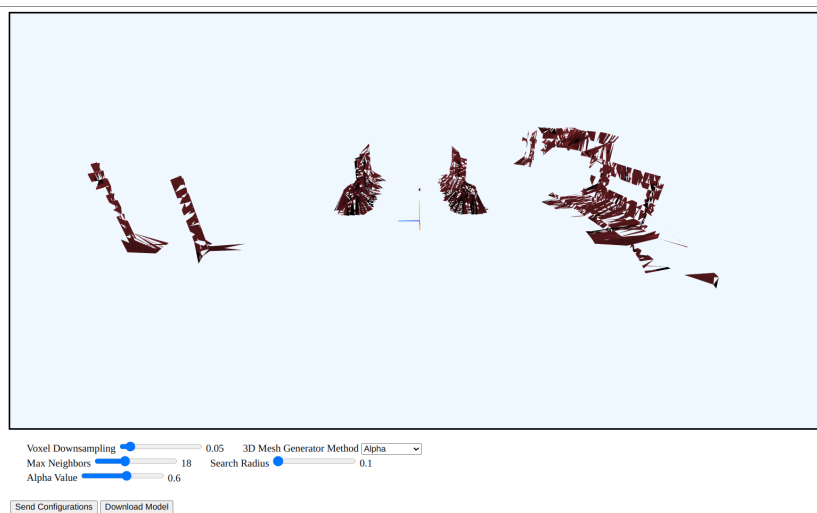 Voxel Downsampling 0.05 3D Mesh Generator Method Alpha
Max Neighbors 18 Search Radius 0.1
Alpha Value 0.6
Send Configurations Download Model